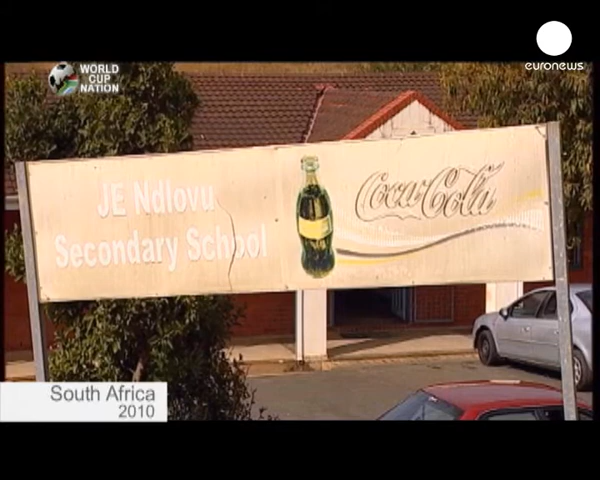 WORLD
CUP
NATION
euronews
JE Ndlovu
Secondary School
Coca-Cola
South Africa
2010